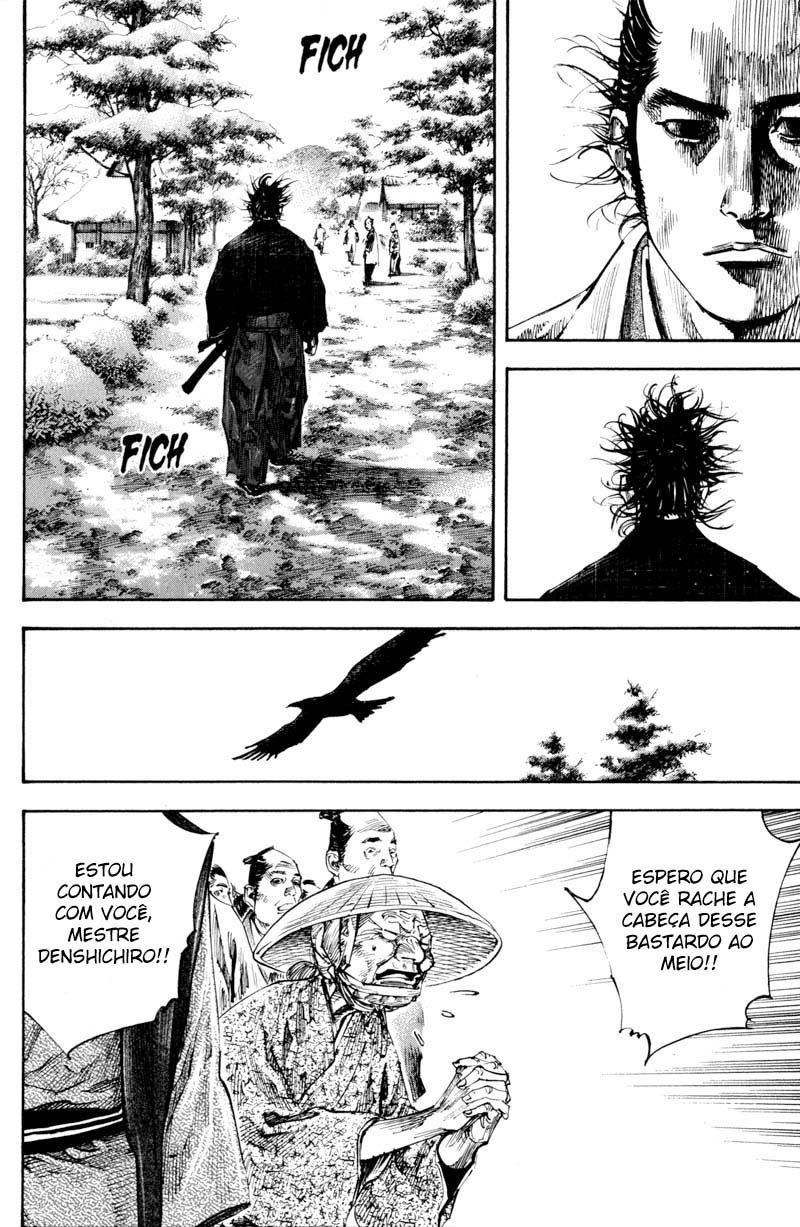 FICH
FICH
ESPERO QUE
VOCÊ RACHE A
CABEÇA DESSE
BASTARDO AO
MEIO!!
ESTOU
CONTANDO
COM VOCÊ,
MESTRE
DENSHICHIRO!!